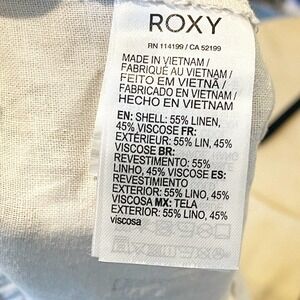 ROXY
RN 114199 / CA 52199
MADE IN VIETNAM /
FABRIQUÉ AU VIETNAM /
FEITO EM VIETNÃ /
FABRICADO EN VIETNAM /
HECHO EN VIETNAM
EN: SHELL: 55% LINEN,
45% VISCOSE FR:
EXTÉRIEUR: 55% LIN, 45%
VISCOSE BR:
REVESTIMENTO: 55%
LINHO, 45% VISCOSE ES:
REVESTIMIENTO
EXTERIOR: 55% LINO, 45%
VISCOSA MX: TELA
EXTERIOR: 55% LINO, 45%
viscosa